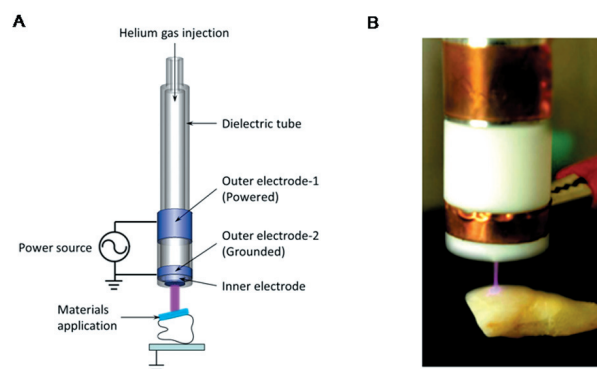 A
B
Helium gas injection
Dielectric tube
Outer electrode-1
(Powered)
Power source
Outer electrode-2
(Grounded)
Inner electrode
Materials
application